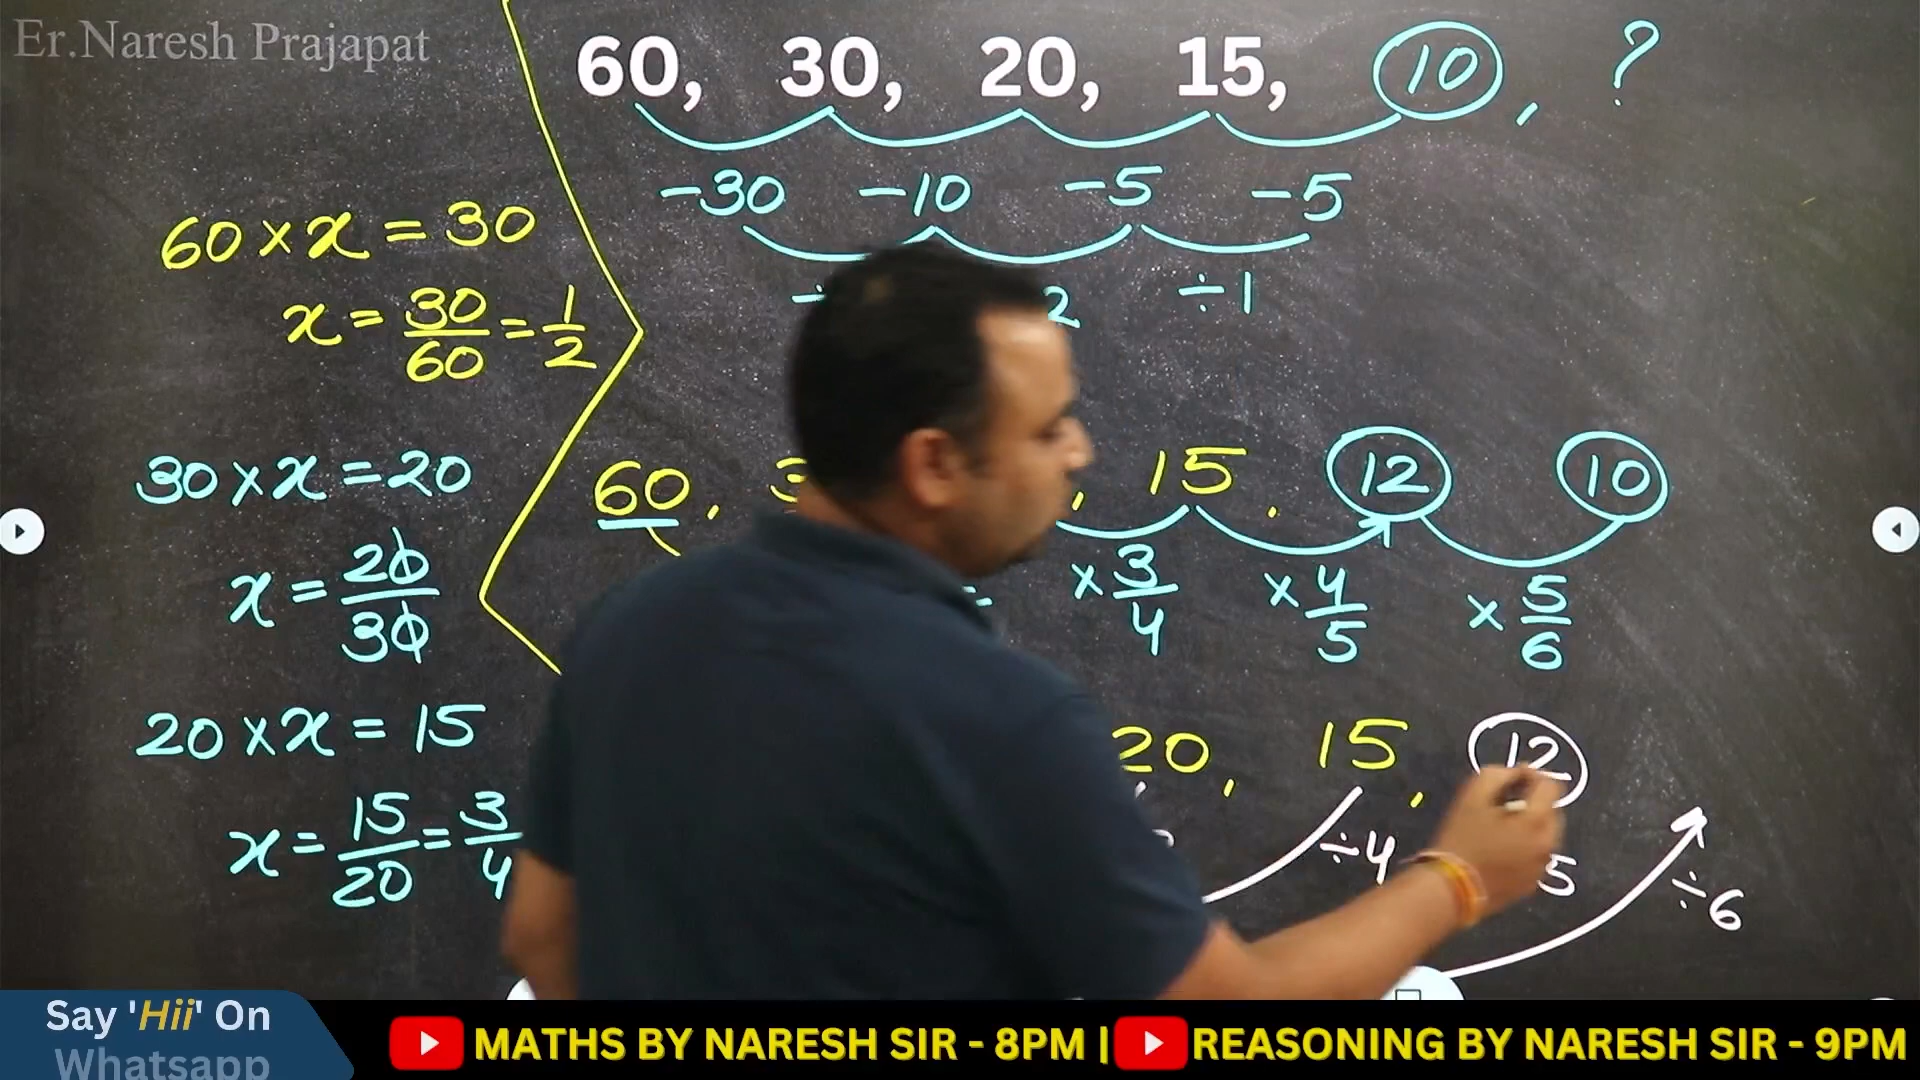 Er.Naresh Prajapat
60, 30, 20, 15, 10, ?
-30 -10 -5 -5
2 ÷1
60 × x = 30
x = 30/60 = 1/2
30 × x = 20
x = 20/30
20 × x = 15
x = 15/20 = 3/4
60, 3 , 15, 12 10
× 3/4 × 4/5 × 5/6
20, 15, 12
÷4 5 ÷6
Say 'Hii' On
Whatsapp
MATHS BY NARESH SIR - 8PM | REASONING BY NARESH SIR - 9PM